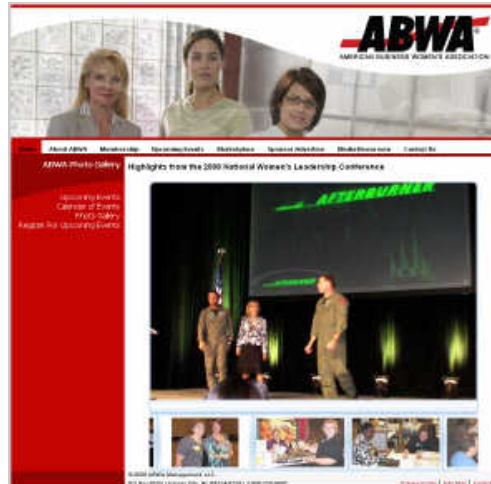 ABWA®
AMERICAN BUSINESS WOMEN'S ASSOCIATION
Home About ABWA Membership Upcoming Events Marketplace Sponsor Advertise Contact Us
ABWA Photo Gallery
Highlights from the 2008 National Women's Leadership Conference
Upcoming Events
Calendar of Events
Photo Gallery
Register For Upcoming Events
AFTERBURNER